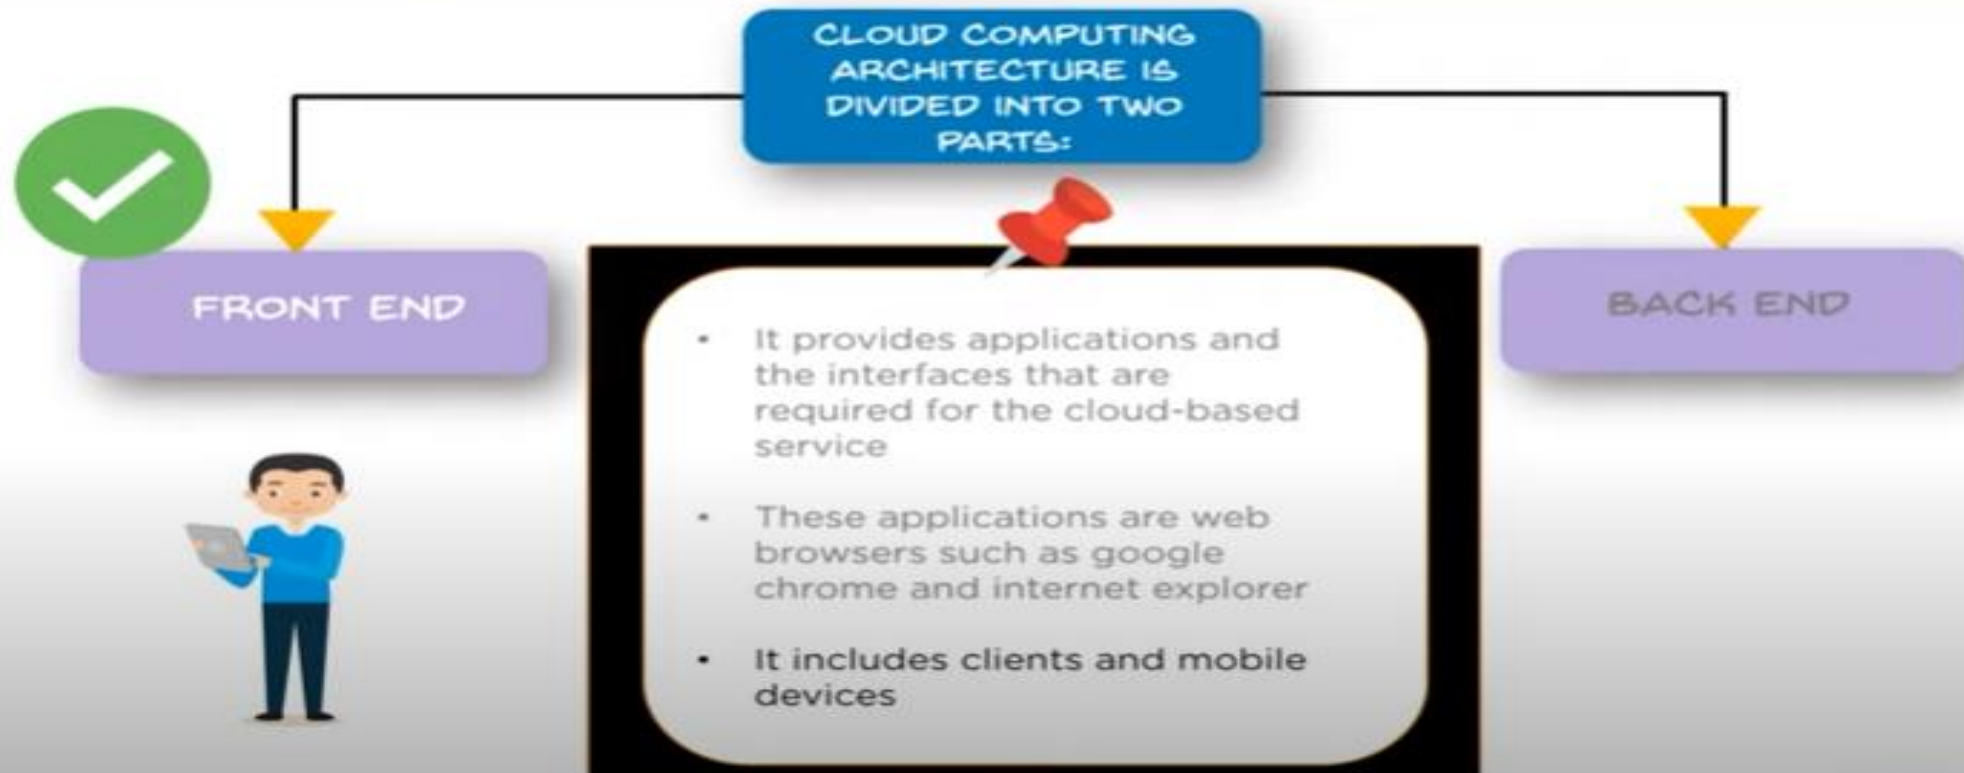 CLOUD COMPUTING
ARCHITECTURE IS
DIVIDED INTO TWO
PARTS:
FRONT END
• It provides applications and
the interfaces that are
required for the cloud-based
service
• These applications are web
browsers such as google
chrome and internet explorer
• It includes clients and mobile
devices
BACK END